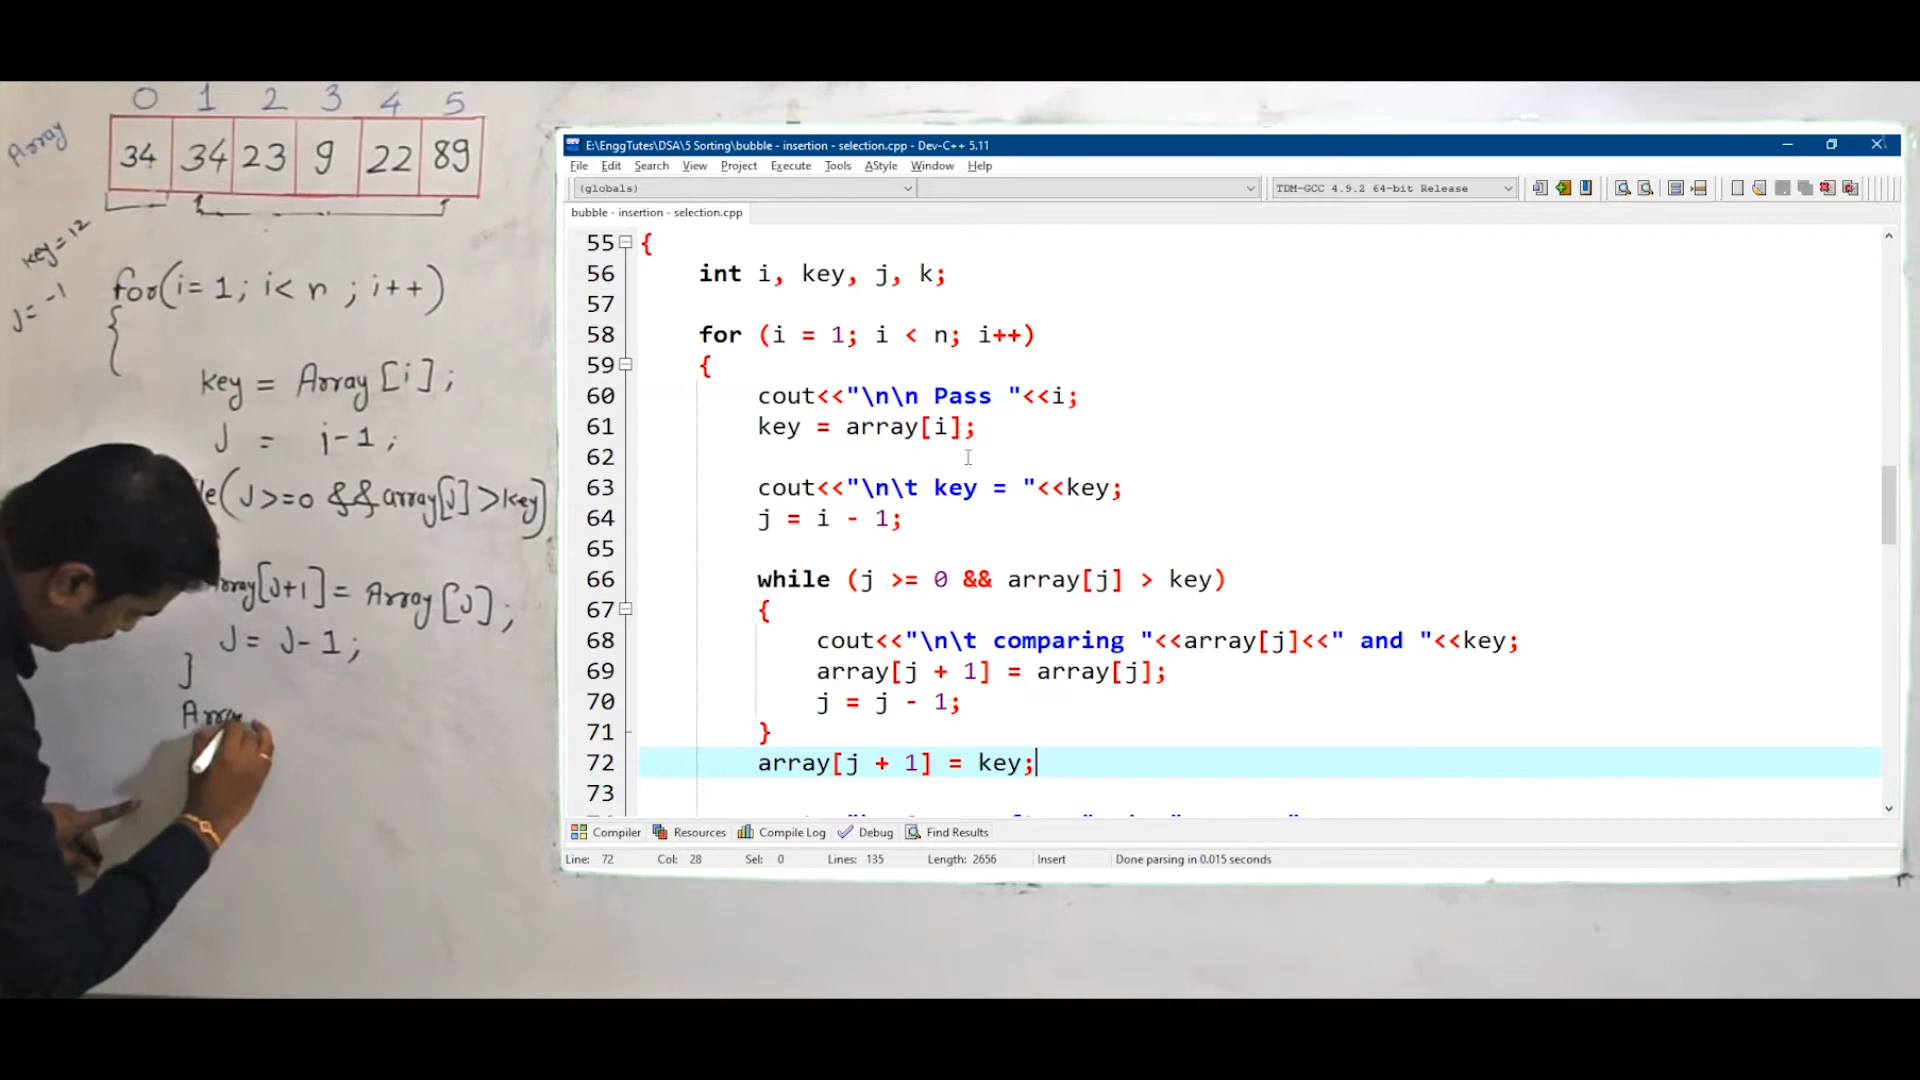 0 1 2 3 4 5
Array
34 34 23 9 22 89
key=12
J= -1
for(i=1; i<n ; i++)
{
key = Array [i];
J = i-1;
le(J>=0 &&array[J]>key)
rray[J+1]= Array[J];
J= J-1;
}
Array
E:\EnggTutes\DSA\5 Sorting\bubble - insertion - selection.cpp - Dev-C++ 5.11
File Edit Search View Project Execute Tools AStyle Window Help
(globals) TDM-GCC 4.9.2 64-bit Release
bubble - insertion - selection.cpp
55 {
56 int i, key, j, k;
57
58 for (i = 1; i < n; i++)
59 {
60 cout<<"\n\n Pass "<<i;
61 key = array[i];
62
63 cout<<"\n\t key = "<<key;
64 j = i - 1;
65
66 while (j >= 0 && array[j] > key)
67 {
68 cout<<"\n\t comparing "<<array[j]<<" and "<<key;
69 array[j + 1] = array[j];
70 j = j - 1;
71 }
72 array[j + 1] = key;
73
Compiler Resources Compile Log Debug Find Results
Line: 72 Col: 28 Sel: 0 Lines: 135 Length: 2656 Insert Done parsing in 0.015 seconds